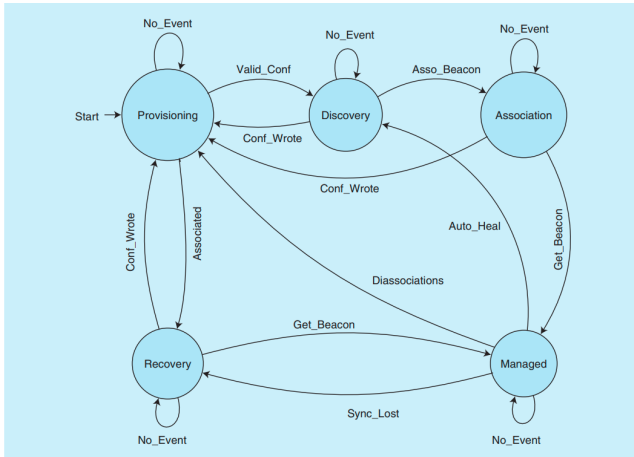 No_Event
No_Event
No_Event
Valid_Conf
Asso_Beacon
Start
Provisioning
Discovery
Association
Conf_Wrote
Conf_Wrote
Conf_Wrote
Associated
Auto_Heal
Get_Beacon
Diassociations
Get_Beacon
Recovery
Managed
Sync_Lost
No_Event
No_Event